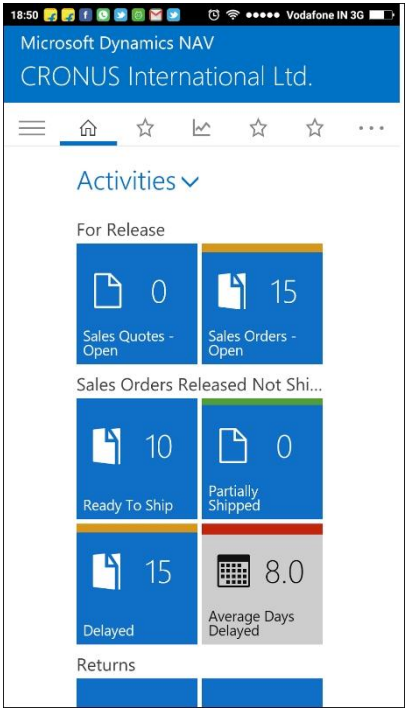 18:50 Vodafone IN 3G
Microsoft Dynamics NAV
CRONUS International Ltd.
Activities
For Release
0
Sales Quotes -
Open
15
Sales Orders -
Open
Sales Orders Released Not Shi...
10
Ready To Ship
0
Partially
Shipped
15
Delayed
8.0
Average Days
Delayed
Returns